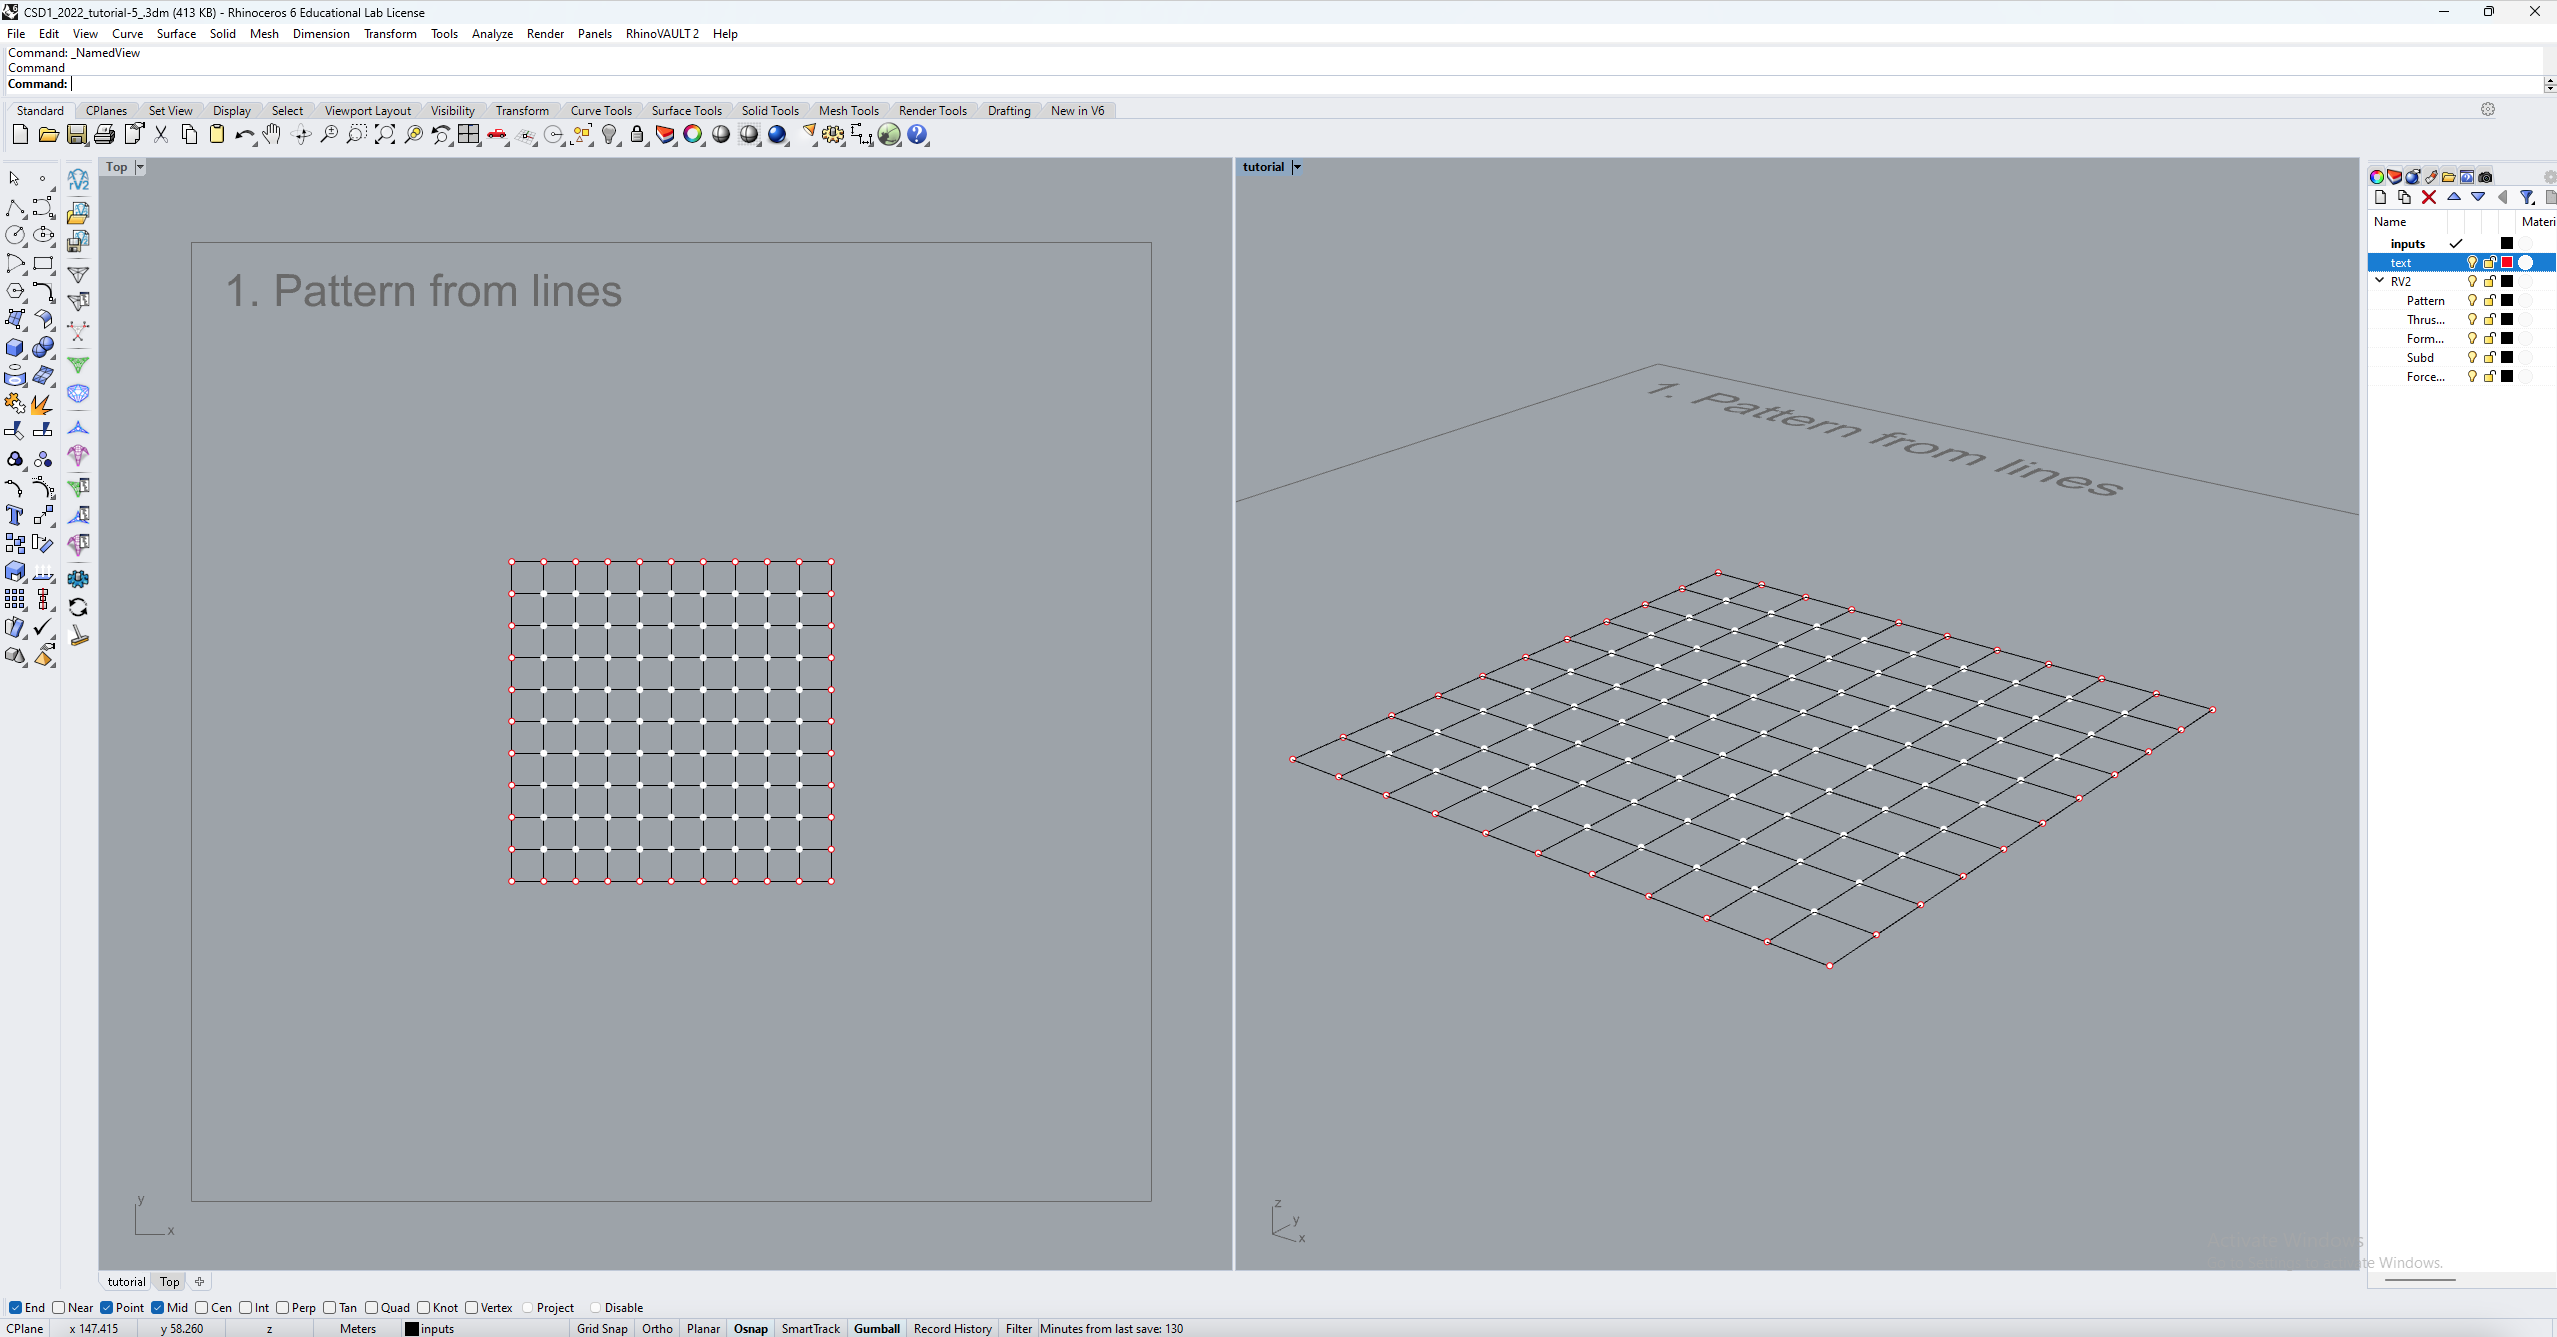 CSD1_2022_tutorial-5_.3dm (413 KB) - Rhinoceros 6 Educational Lab License
File Edit View Curve Surface Solid Mesh Dimension Transform Tools Analyze Render Panels RhinoVAULT 2 Help
Command: _NamedView
Command
Command:
Standard CPlanes Set View Display Select Viewport Layout Visibility Transform Curve Tools Surface Tools Solid Tools Mesh Tools Render Tools Drafting New in V6
Top
tutorial
Name Materi
inputs
text
RV2
Pattern
Thrus...
Form...
Subd
Force...
1. Pattern from lines
1. Pattern from lines
y
x
z
y
x
Activate Windows
te Windows.
tutorial Top
End Near Point Mid Cen Int Perp Tan Quad Knot Vertex Project Disable
CPlane x 147.415 y 58.260 z Meters inputs Grid Snap Ortho Planar Osnap SmartTrack Gumball Record History Filter Minutes from last save: 130